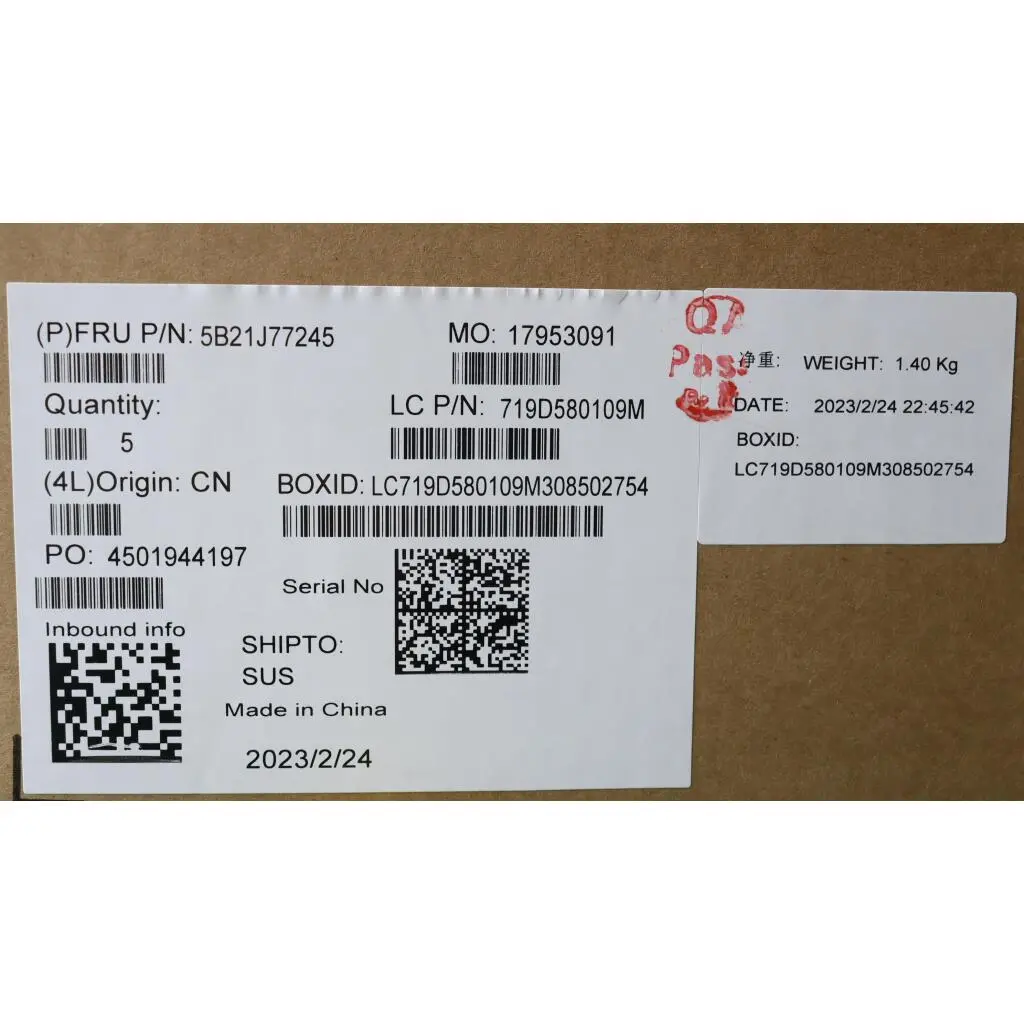 (P)FRU P/N: 5B21J77245
MO: 17953091
Quantity:
5
LC P/N: 719D580109M
(4L)Origin: CN
BOXID: LC719D580109M308502754
PO: 4501944197
Serial No
Inbound info
SHIPTO:
SUS
Made in China
2023/2/24
Pas.
净重: WEIGHT: 1.40 Kg
DATE: 2023/2/24 22:45:42
BOXID:
LC719D580109M308502754